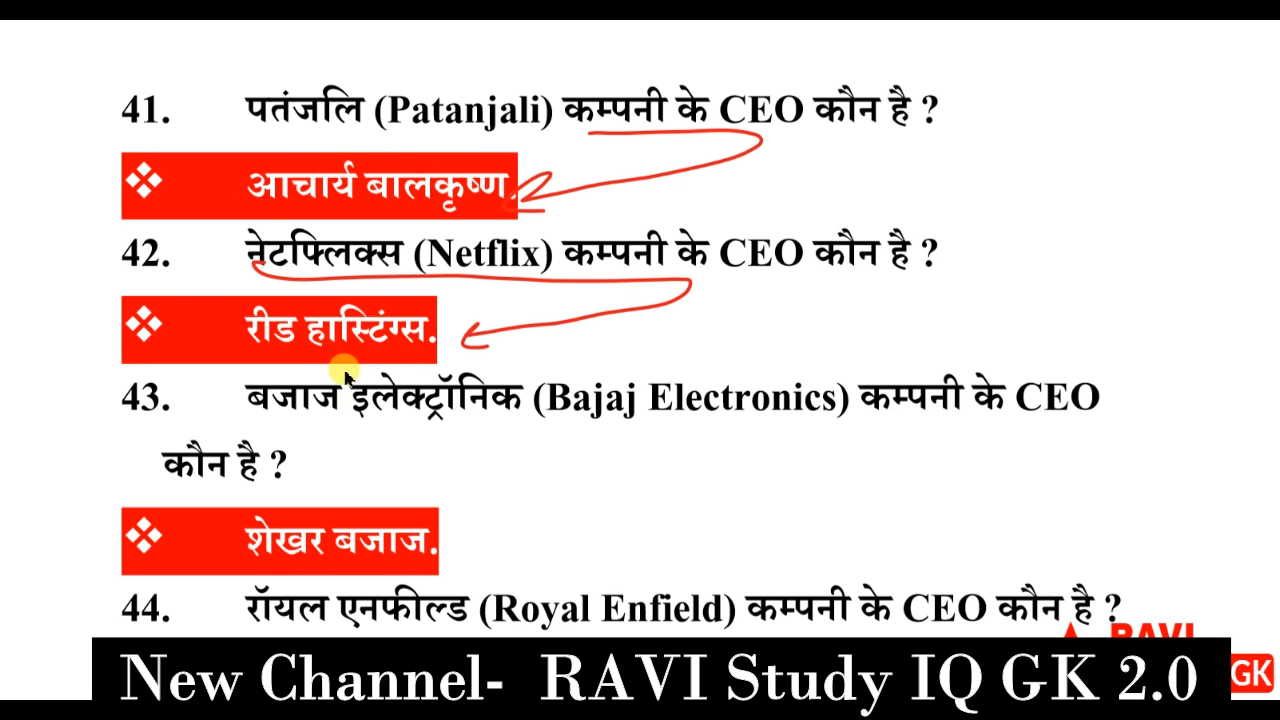 41. पतंजलि (Patanjali) कम्पनी के CEO कौन है ?
❖ आचार्य बालकृष्ण.
42. नेटफ्लिक्स (Netflix) कम्पनी के CEO कौन है ?
❖ रीड हास्टिंग्स.
43. बजाज इलेक्ट्रॉनिक (Bajaj Electronics) कम्पनी के CEO
कौन है ?
❖ शेखर बजाज.
44. रॉयल एनफील्ड (Royal Enfield) कम्पनी के CEO कौन है ?
RAVI
New Channel- RAVI Study IQ GK 2.0
GK